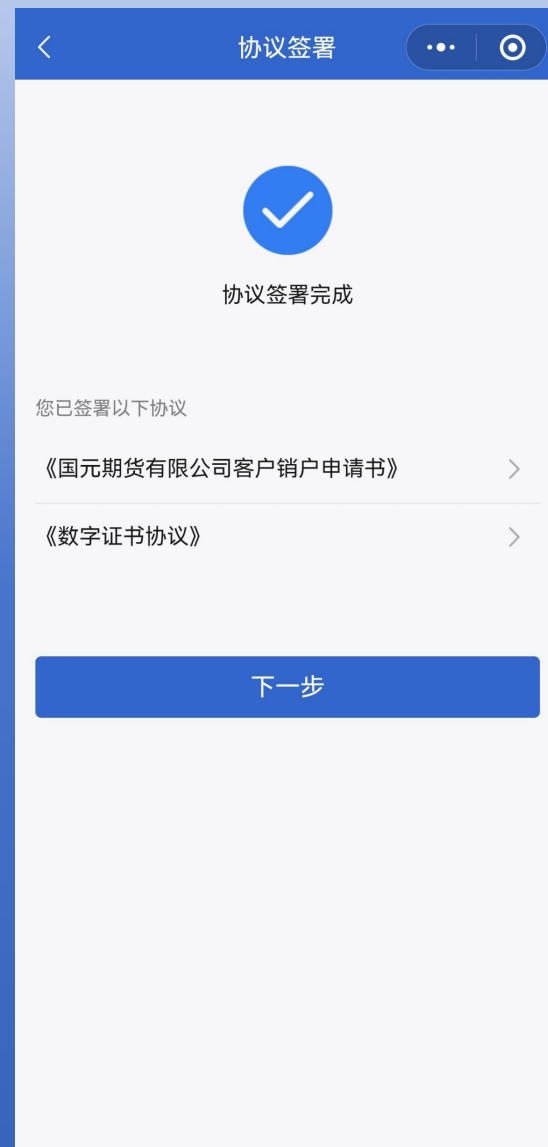 协议签署
协议签署完成
您已签署以下协议
《国元期货有限公司客户销户申请书》
《数字证书协议》
下一步